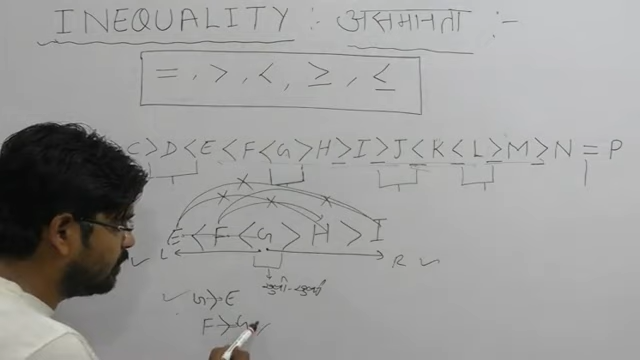 INEQUALITY : असमानता :-
= , > , < , ≥ , ≤
C > D < E < F < G > H ≥ I ≥ J ≤ K ≤ L ≥ M ≥ N = P
E < F < G > H > I
L R
G > E
F > G